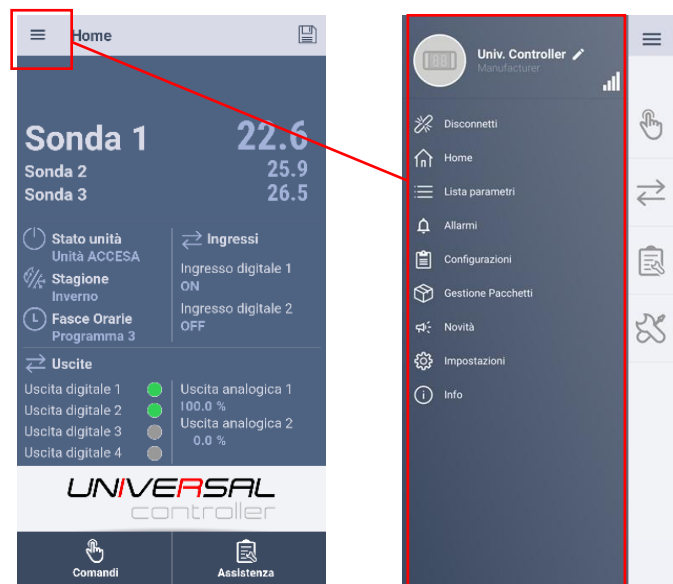 Home
Sonda 1 22.6
Sonda 2 25.9
Sonda 3 26.5
Stato unità
Unità ACCESA
Stagione
Inverno
Fasce Orarie
Programma 3
Ingressi
Ingresso digitale 1
ON
Ingresso digitale 2
OFF
Uscite
Uscita digitale 1
Uscita digitale 2
Uscita digitale 3
Uscita digitale 4
Uscita analogica 1
100.0 %
Uscita analogica 2
0.0 %
UNIVERSAL
controller
Comandi
Assistenza
Univ. Controller
Manufacturer
Disconnetti
Home
Lista parametri
Allarmi
Configurazioni
Gestione Pacchetti
Novità
Impostazioni
Info